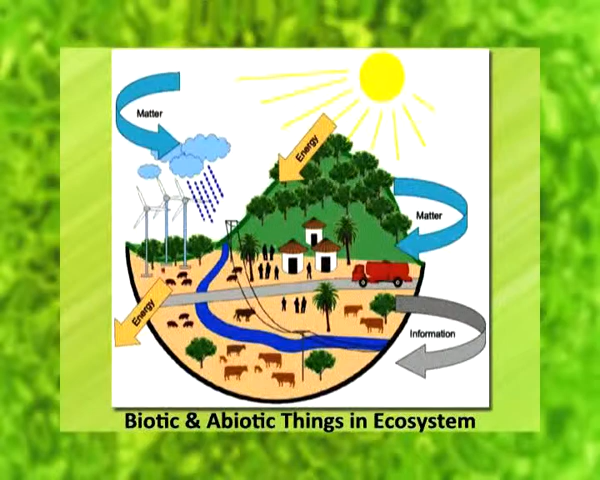 Matter
Energy
Matter
Energy
Information
Biotic & Abiotic Things in Ecosystem